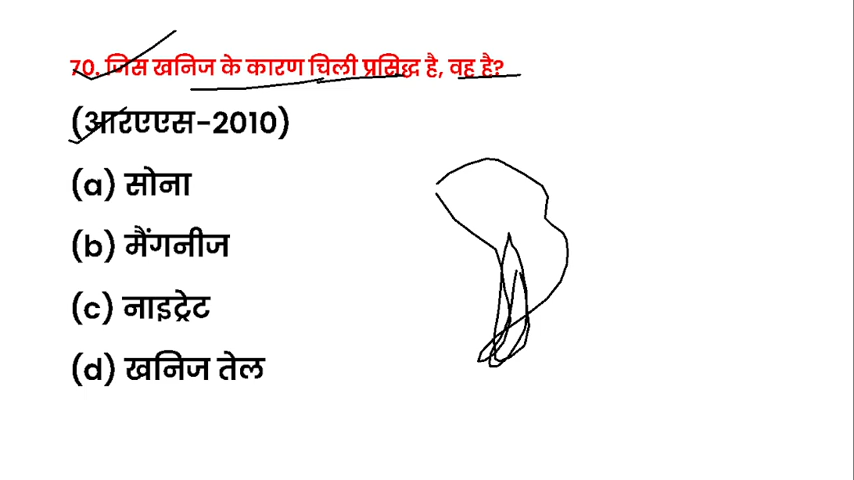 70. जिस खनिज के कारण चिली प्रसिद्ध है, वह है?
(आरएएस-2010)
(a) सोना
(b) मैंगनीज
(c) नाइट्रेट
(d) खनिज तेल